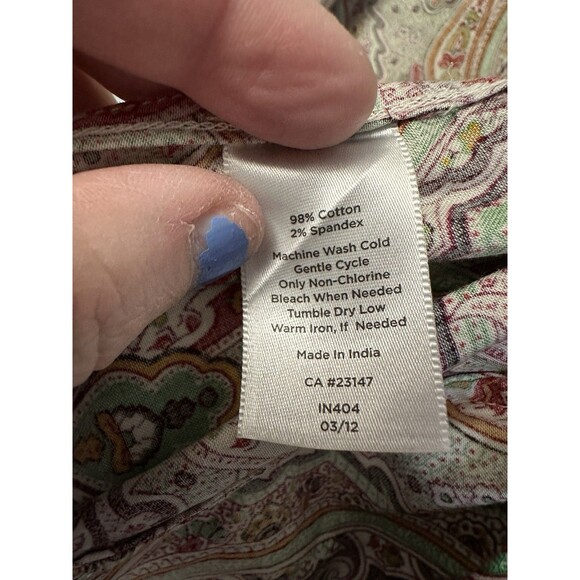 98% Cotton
2% Spandex
Machine Wash Cold
Gentle Cycle
Only Non-Chlorine
Bleach When Needed
Tumble Dry Low
Warm Iron, If Needed
Made In India
CA #23147
IN404
03/12